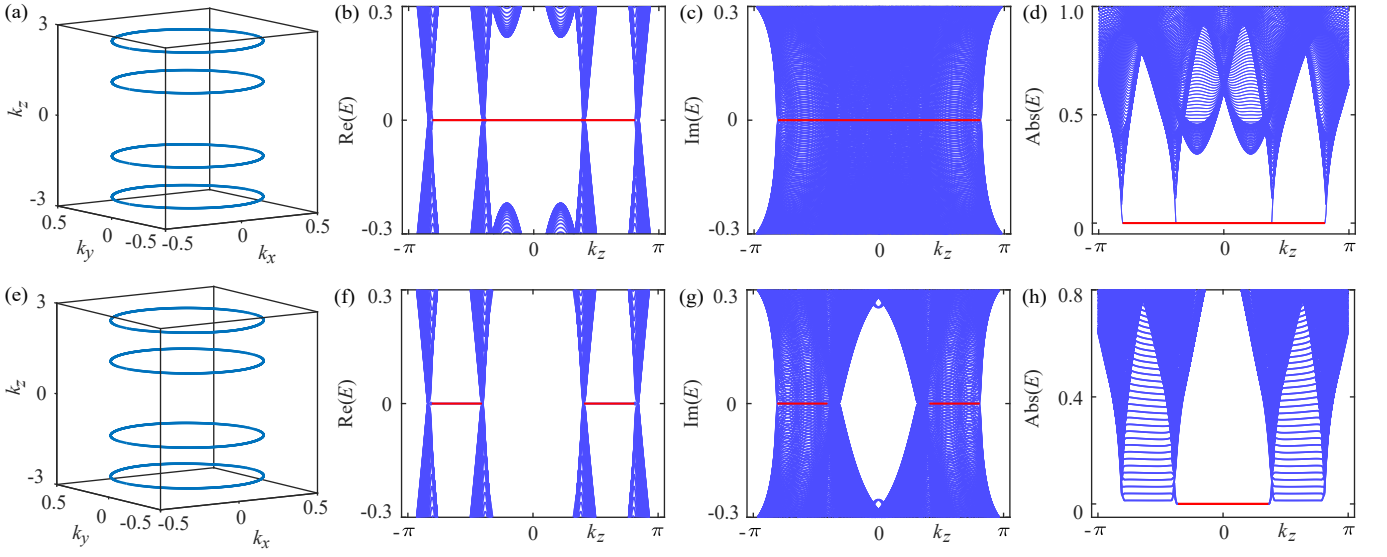 (a)
3
0
-3
k_z
0.5
0
-0.5
k_y
-0.5
0
0.5
k_x
(b)
0.3
0
-0.3
Re(E)
-π
0
k_z
π
(c)
0.3
0
-0.3
Im(E)
-π
0
k_z
π
(d)
1.0
0.5
0
Abs(E)
-π
0
k_z
π
(e)
3
0
-3
k_z
0.5
0
-0.5
k_y
-0.5
0
0.5
k_x
(f)
0.3
0
-0.3
Re(E)
-π
0
k_z
π
(g)
0.3
0
-0.3
Im(E)
-π
0
k_z
π
(h)
0.8
0.4
0
Abs(E)
-π
0
k_z
π